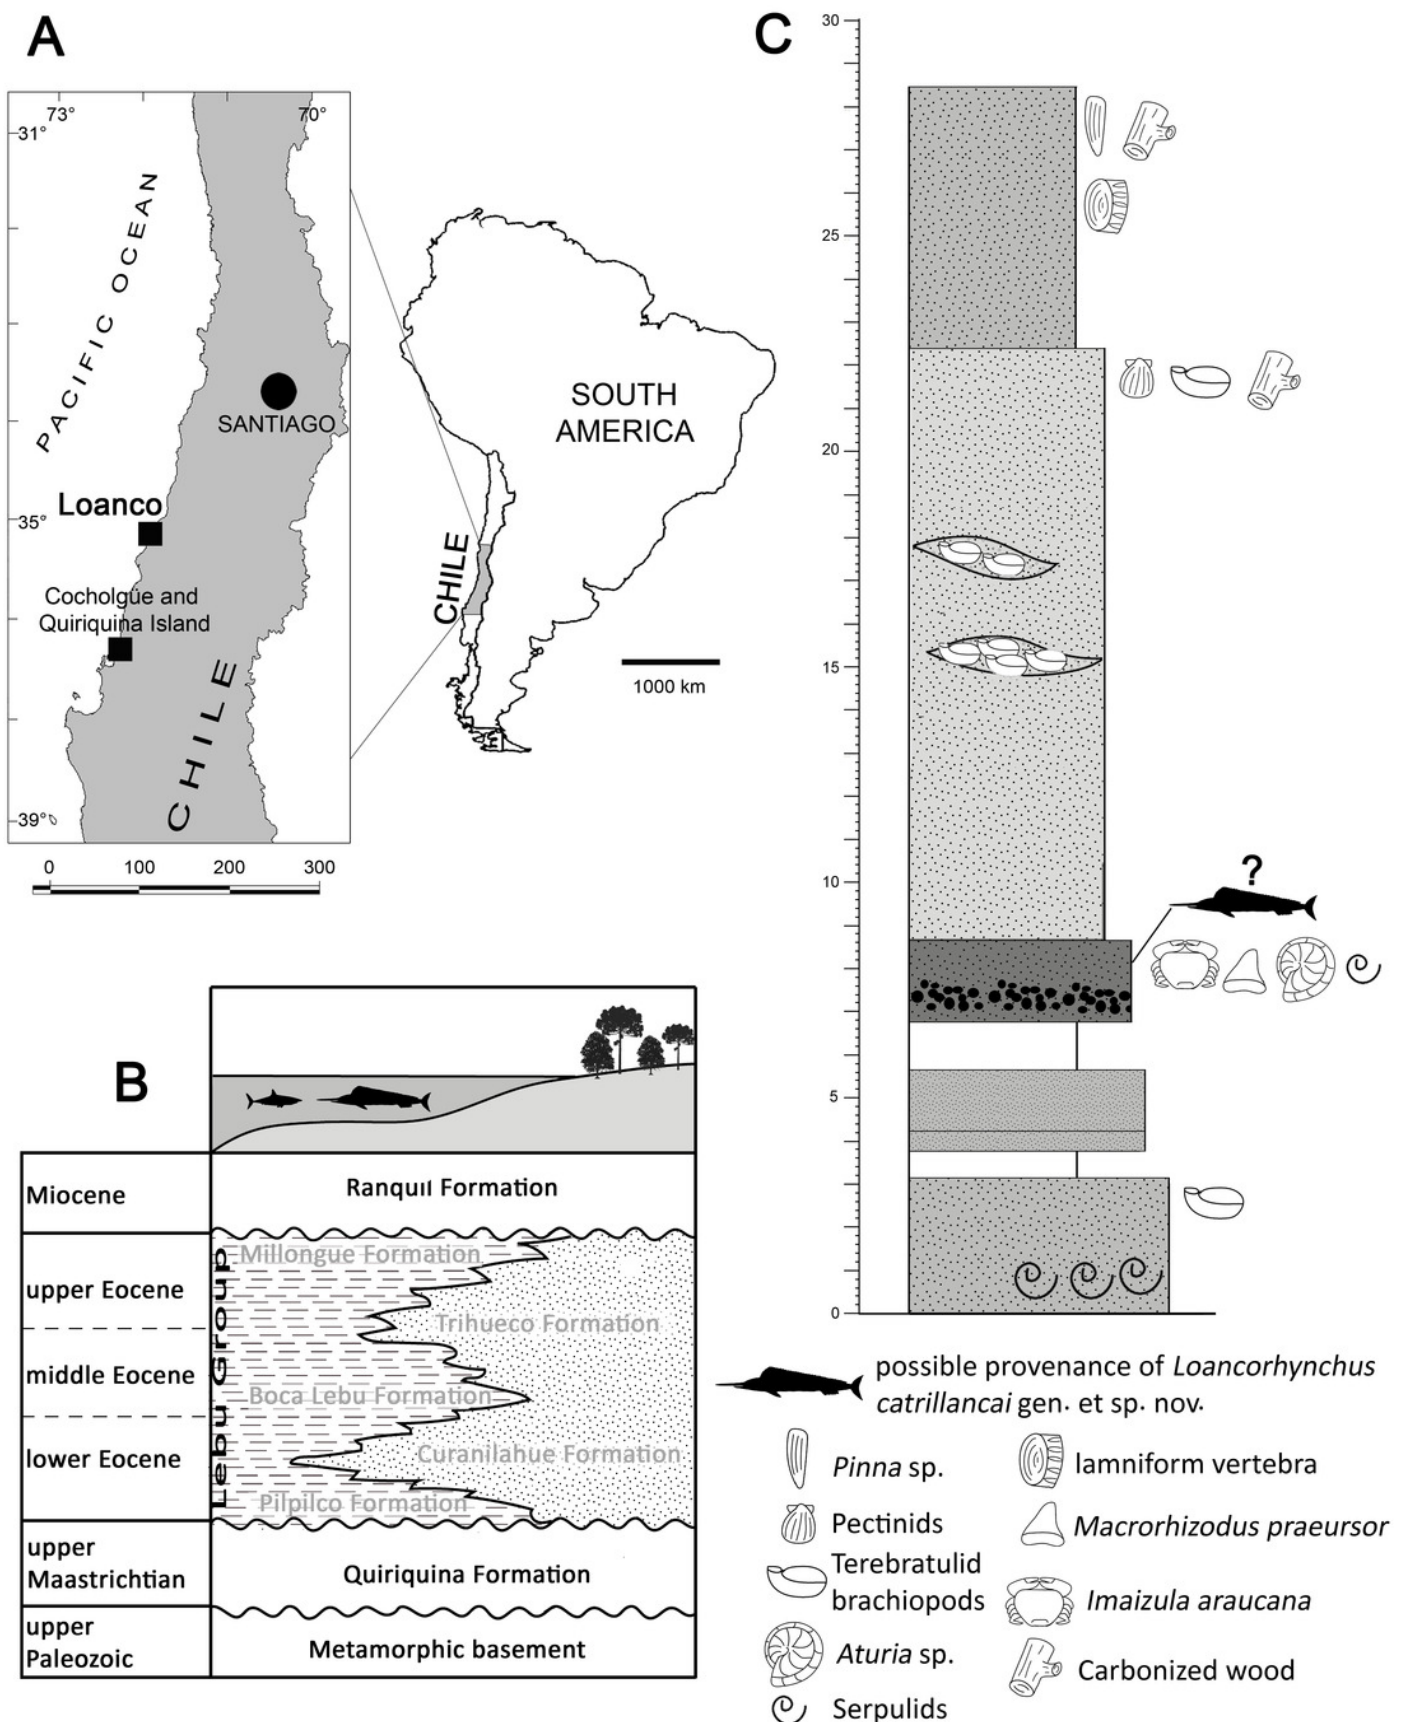 A
73°
70°
31°
PACIFIC OCEAN
SANTIAGO
Loanco
35°
Cocholgüe and
Quiriquina Island
CHILE
39°
0 100 200 300
SOUTH
AMERICA
CHILE
1000 km
B
Miocene
Ranquil Formation
Lebu Group
Millongue Formation
upper Eocene
Trihueco Formation
middle Eocene
Boca Lebu Formation
lower Eocene
Curanilahue Formation
Pilpilco Formation
upper
Maastrichtian
Quiriquina Formation
upper
Paleozoic
Metamorphic basement
C
30
25
20
15
10
5
0
?
possible provenance of Loancorhynchus
catrillancai gen. et sp. nov.
Pinna sp.
lamniform vertebra
Pectinids
Macrorhizodus praeursor
Terebratulid
brachiopods
Imaizula araucana
Aturia sp.
Carbonized wood
Serpulids